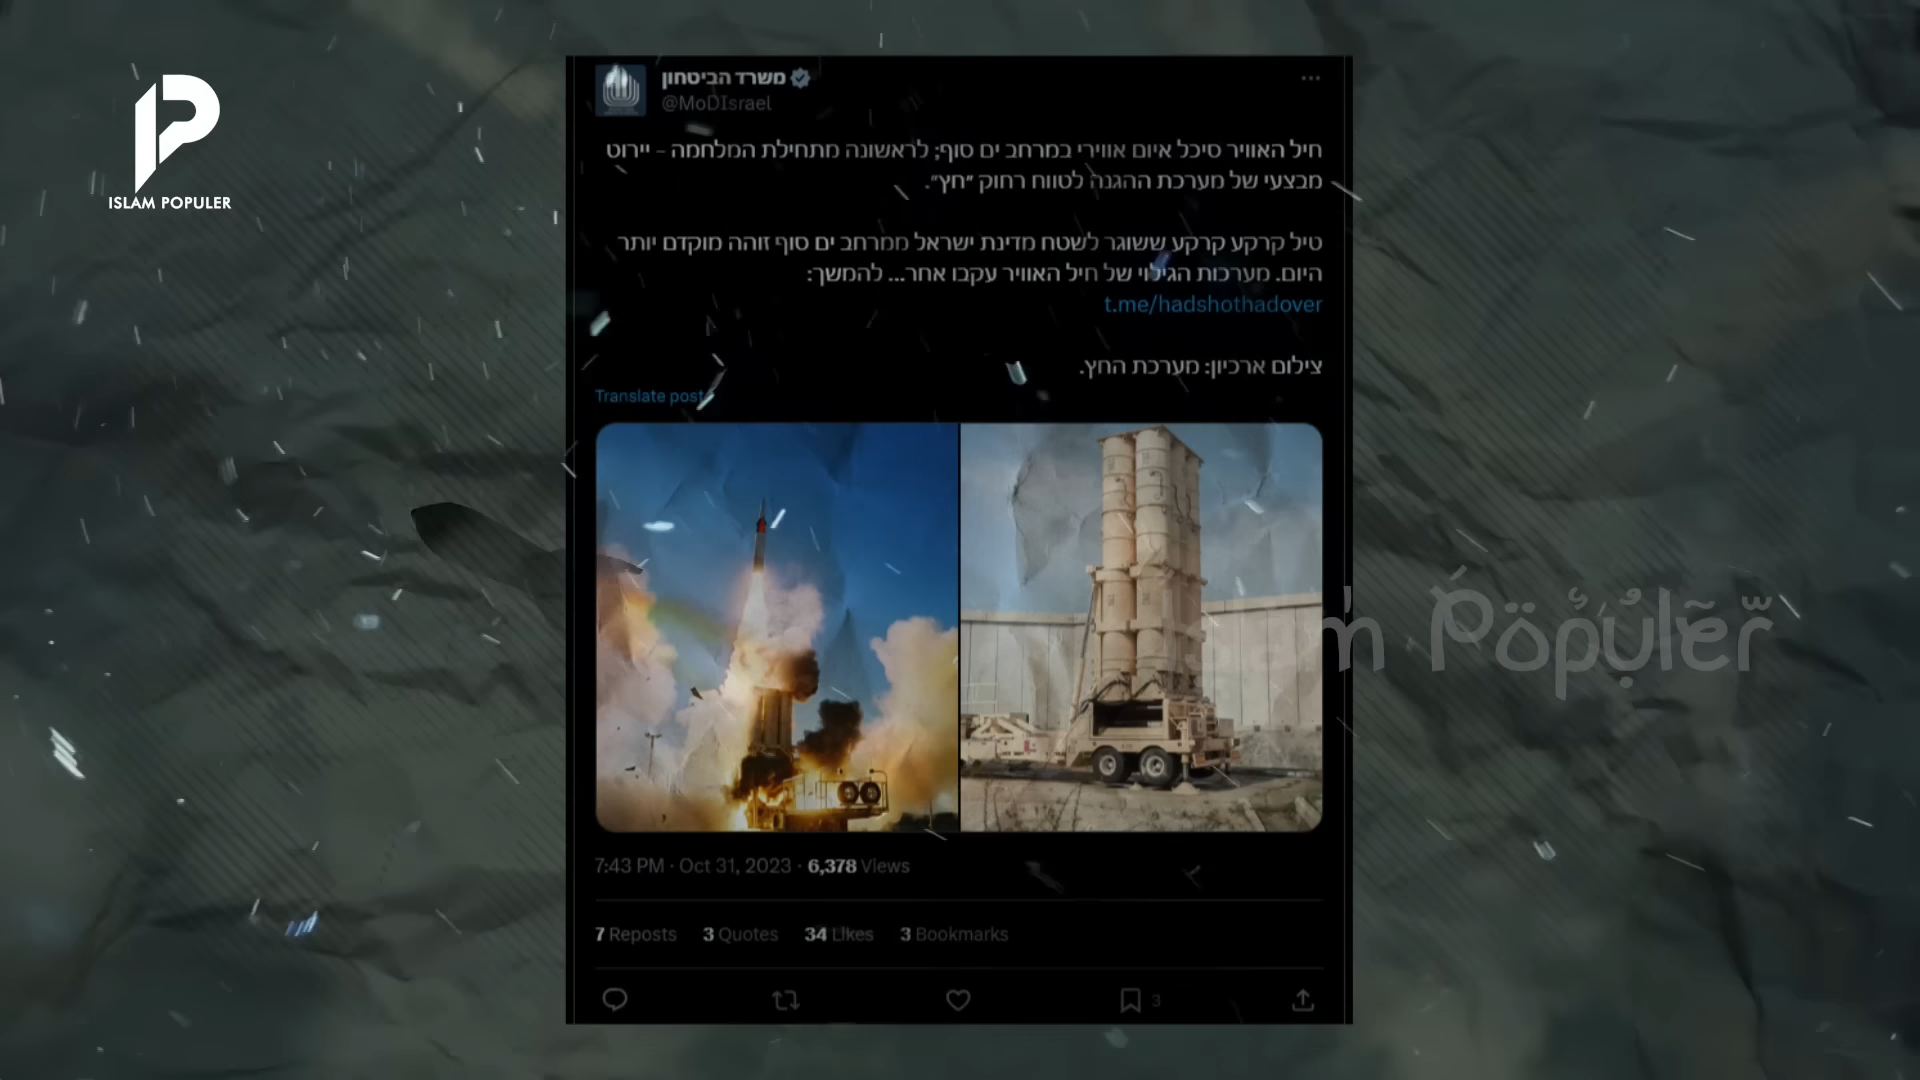 ISLAM POPULER
משרד הביטחון
@MoDIsrael
חיל האוויר סיכל איום אווירי במרחב ים סוף; לראשונה מתחילת המלחמה – יירוט
מבצעי של מערכת ההגנה לטווח רחוק "חץ".
טיל קרקע קרקע ששוגר לשטח מדינת ישראל ממרחב ים סוף זוהה מוקדם יותר
היום. מערכות הגילוי של חיל האוויר עקבו אחר... להמשך:
t.me/hadshothadover
צילום ארכיון: מערכת החץ.
Translate post
Islam Populer
7:43 PM · Oct 31, 2023 · 6,378 Views
7 Reposts 3 Quotes 34 Likes 3 Bookmarks
3